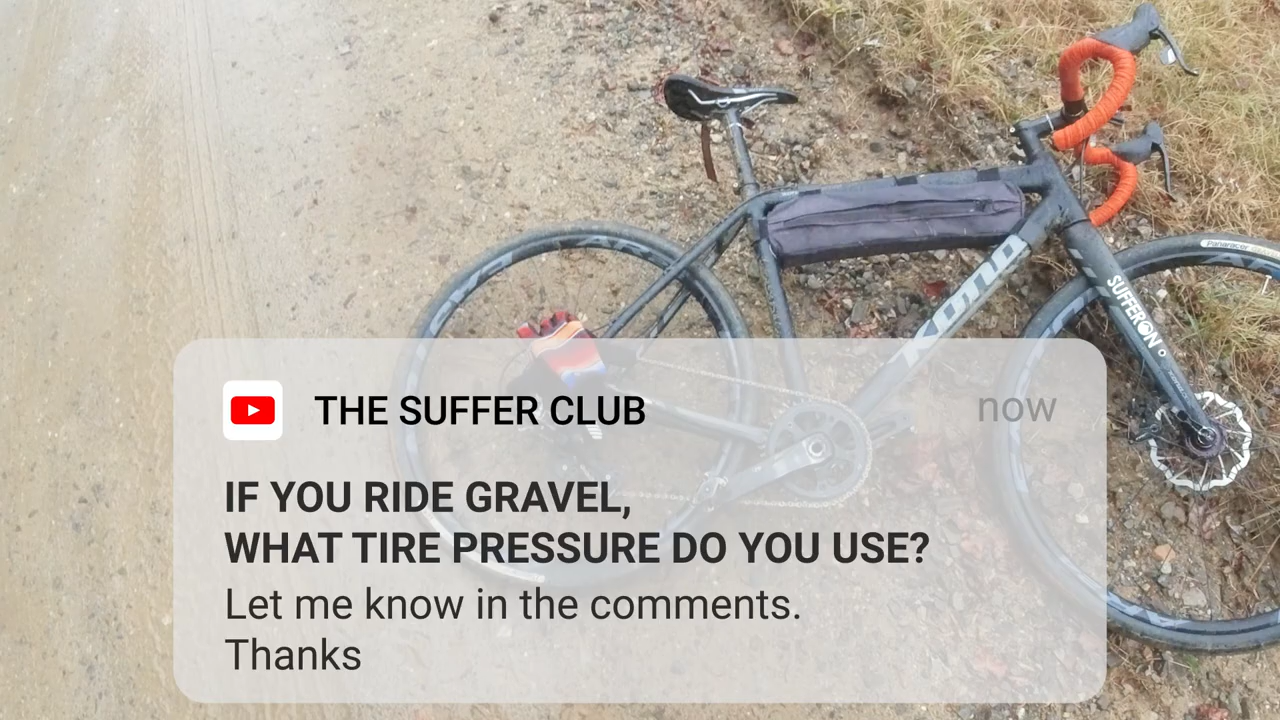 Panaracer
KONA
SUFFERON
THE SUFFER CLUB
now
IF YOU RIDE GRAVEL,
WHAT TIRE PRESSURE DO YOU USE?
Let me know in the comments.
Thanks